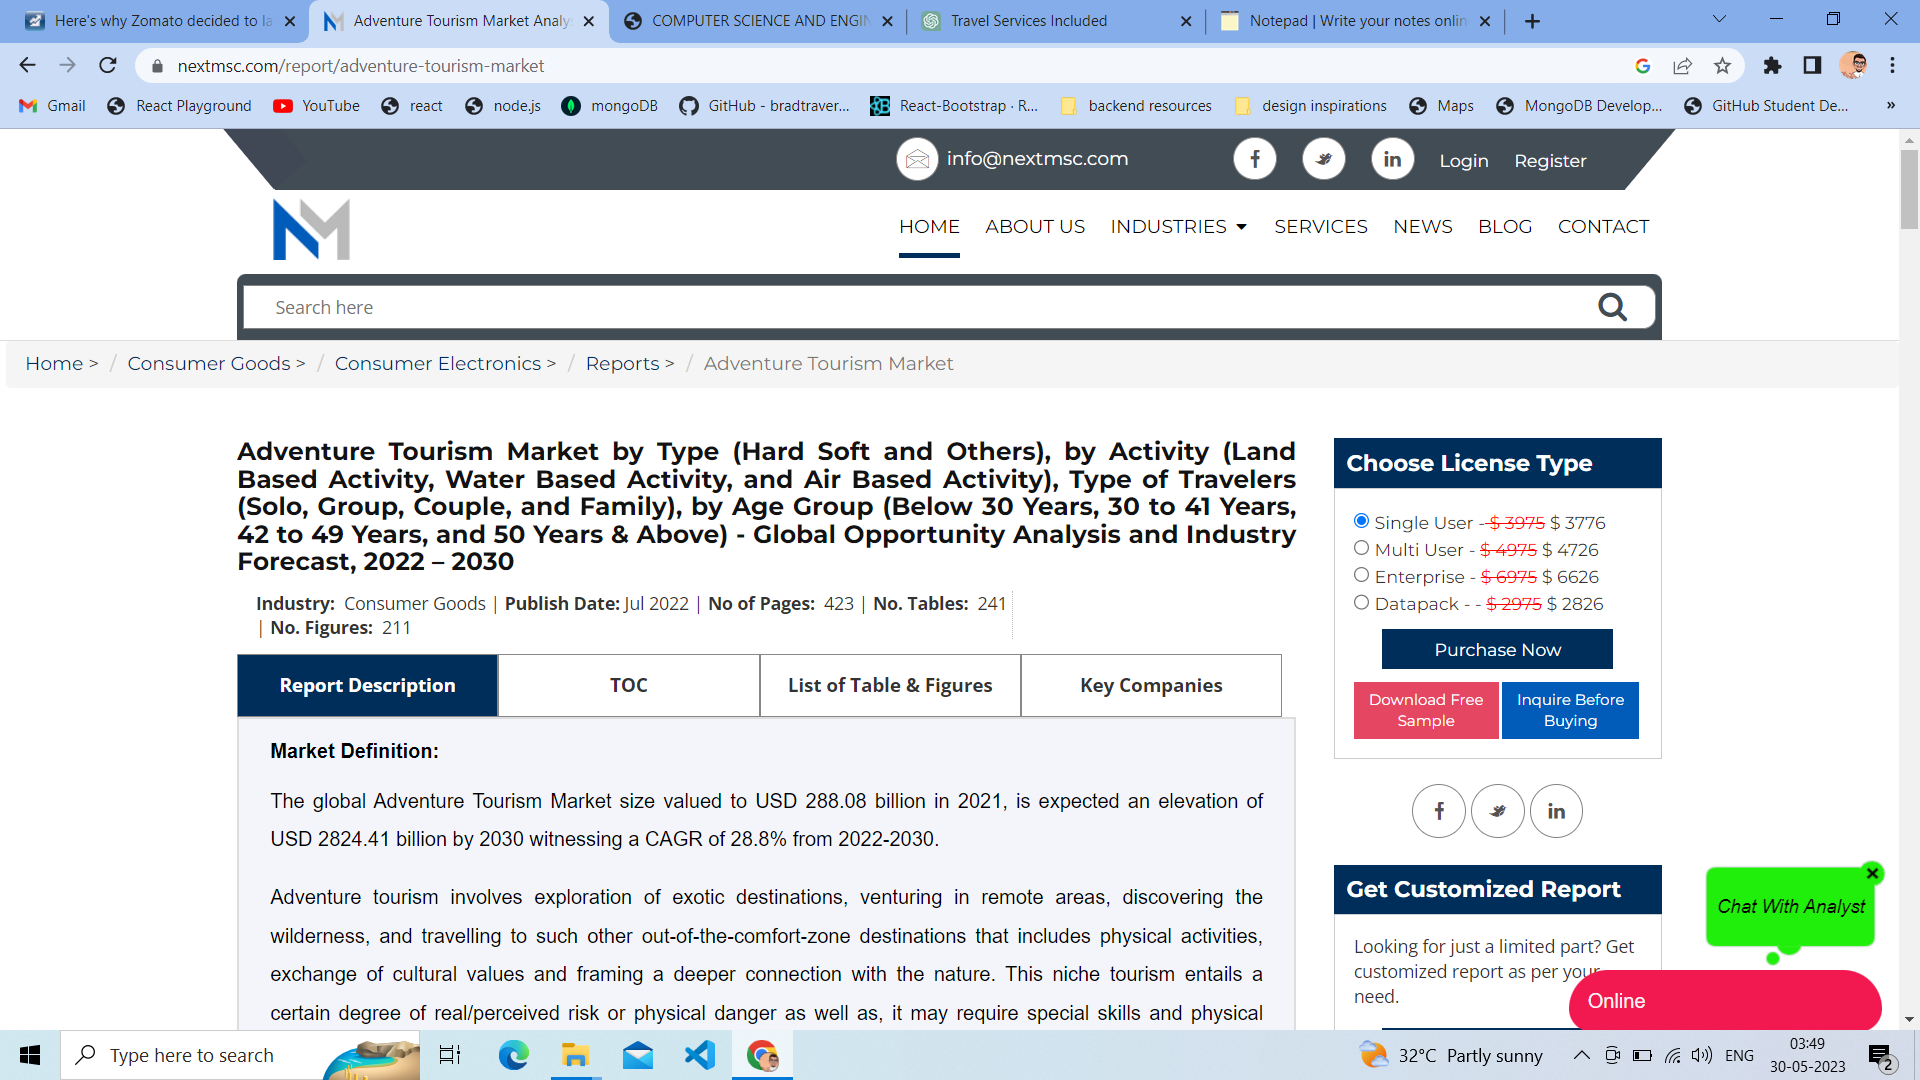 Here's why Zomato decided to la
Adventure Tourism Market Analys
COMPUTER SCIENCE AND ENGIN
Travel Services Included
Notepad | Write your notes onlin
nextmsc.com/report/adventure-tourism-market
Gmail
React Playground
YouTube
react
node.js
mongoDB
GitHub - bradtraver...
React-Bootstrap · R...
backend resources
design inspirations
Maps
MongoDB Develop...
GitHub Student De...
»
info@nextmsc.com
Login
Register
HOME
ABOUT US
INDUSTRIES
SERVICES
NEWS
BLOG
CONTACT
Search here
Home > / Consumer Goods > / Consumer Electronics > / Reports > / Adventure Tourism Market
Adventure Tourism Market by Type (Hard Soft and Others), by Activity (Land
Based Activity, Water Based Activity, and Air Based Activity), Type of Travelers
(Solo, Group, Couple, and Family), by Age Group (Below 30 Years, 30 to 41 Years,
42 to 49 Years, and 50 Years & Above) - Global Opportunity Analysis and Industry
Forecast, 2022 – 2030
Industry: Consumer Goods | Publish Date: Jul 2022 | No of Pages: 423 | No. Tables: 241
| No. Figures: 211
Report Description
TOC
List of Table & Figures
Key Companies
Market Definition:
The global Adventure Tourism Market size valued to USD 288.08 billion in 2021, is expected an elevation of
USD 2824.41 billion by 2030 witnessing a CAGR of 28.8% from 2022-2030.
Adventure tourism involves exploration of exotic destinations, venturing in remote areas, discovering the
wilderness, and travelling to such other out-of-the-comfort-zone destinations that includes physical activities,
exchange of cultural values and framing a deeper connection with the nature. This niche tourism entails a
certain degree of real/perceived risk or physical danger as well as, it may require special skills and physical
Choose License Type
Single User - $ 3975 $ 3776
Multi User - $ 4975 $ 4726
Enterprise - $ 6975 $ 6626
Datapack - - $ 2975 $ 2826
Purchase Now
Download Free
Sample
Inquire Before
Buying
Get Customized Report
Looking for just a limited part? Get
customized report as per your
need.
Chat With Analyst
Online
Type here to search
32°C Partly sunny
ENG
03:49
30-05-2023
2